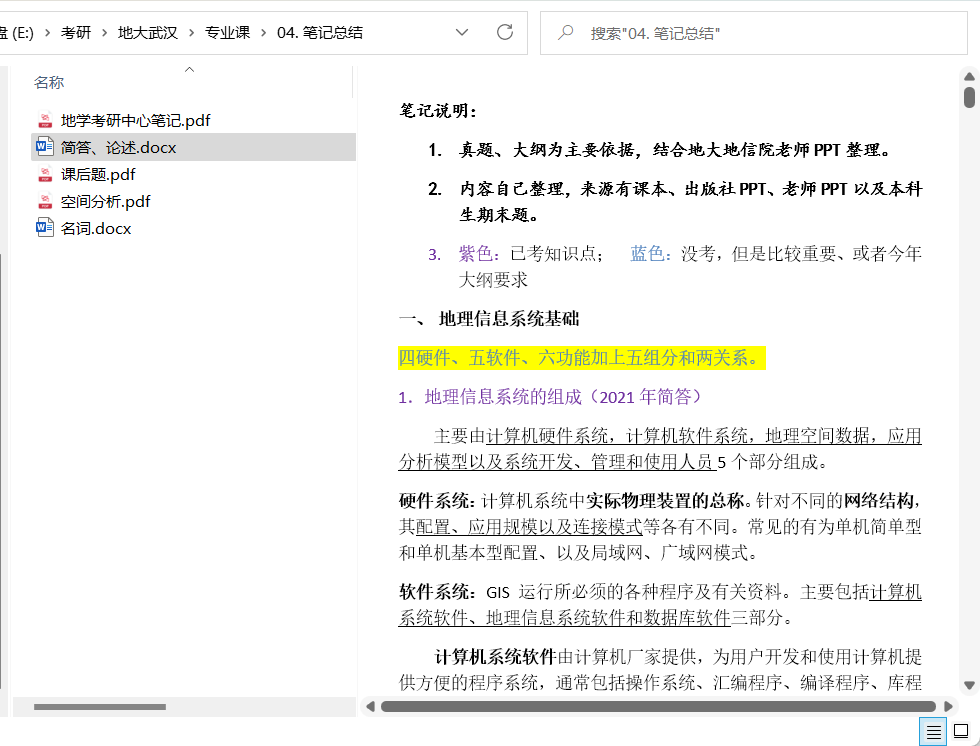 盘 (E:) > 考研 > 地大武汉 > 专业课 > 04. 笔记总结
搜索"04. 笔记总结"
名称
地学考研中心笔记.pdf
简答、论述.docx
课后题.pdf
空间分析.pdf
名词.docx
笔记说明：
1. 真题、大纲为主要依据，结合地大地信院老师 PPT 整理。
2. 内容自己整理，来源有课本、出版社 PPT、老师 PPT 以及本科
生期末题。
3. 紫色：已考知识点； 蓝色：没考，但是比较重要、或者今年
大纲要求
一、 地理信息系统基础
四硬件、五软件、六功能加上五组分和两关系。
1. 地理信息系统的组成（2021 年简答）
主要由计算机硬件系统，计算机软件系统，地理空间数据，应用
分析模型以及系统开发、管理和使用人员 5 个部分组成。
硬件系统：计算机系统中实际物理装置的总称。针对不同的网络结构，
其配置、应用规模以及连接模式等各有不同。常见的有为单机简单型
和单机基本型配置、以及局域网、广域网模式。
软件系统：GIS 运行所必须的各种程序及有关资料。主要包括计算机
系统软件、地理信息系统软件和数据库软件三部分。
计算机系统软件由计算机厂家提供，为用户开发和使用计算机提
供方便的程序系统，通常包括操作系统、汇编程序、编译程序、库程